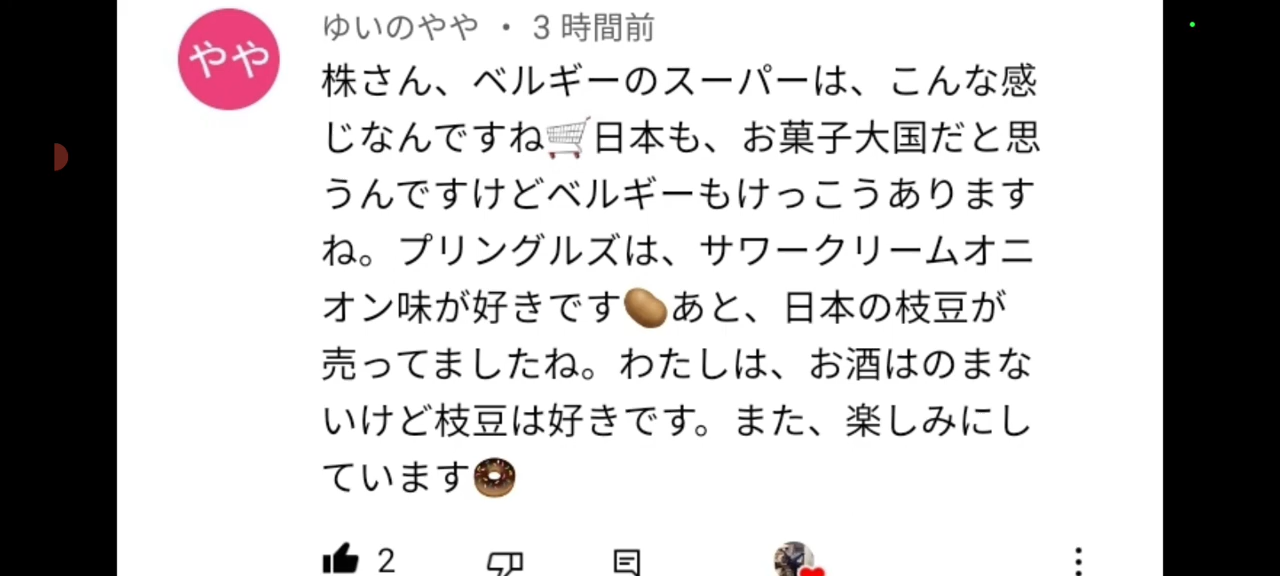 やや
ゆいのやや ・ 3 時間前
株さん、ベルギーのスーパーは、こんな感
じなんですね🛒日本も、お菓子大国だと思
うんですけどベルギーもけっこうあります
ね。プリングルズは、サワークリームオニ
オン味が好きです🥔あと、日本の枝豆が
売ってましたね。わたしは、お酒はのまな
いけど枝豆は好きです。また、楽しみにし
ています🍩
2